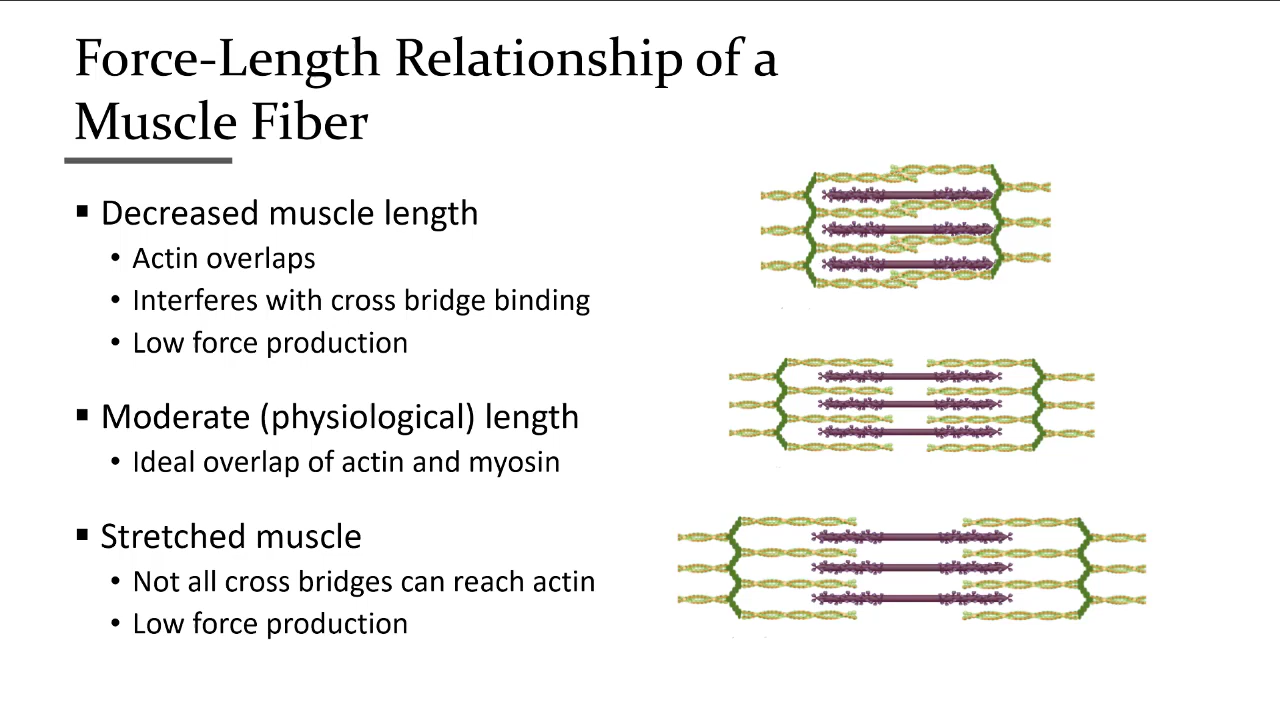 Force-Length Relationship of a
Muscle Fiber
▪ Decreased muscle length
• Actin overlaps
• Interferes with cross bridge binding
• Low force production
▪ Moderate (physiological) length
• Ideal overlap of actin and myosin
▪ Stretched muscle
• Not all cross bridges can reach actin
• Low force production